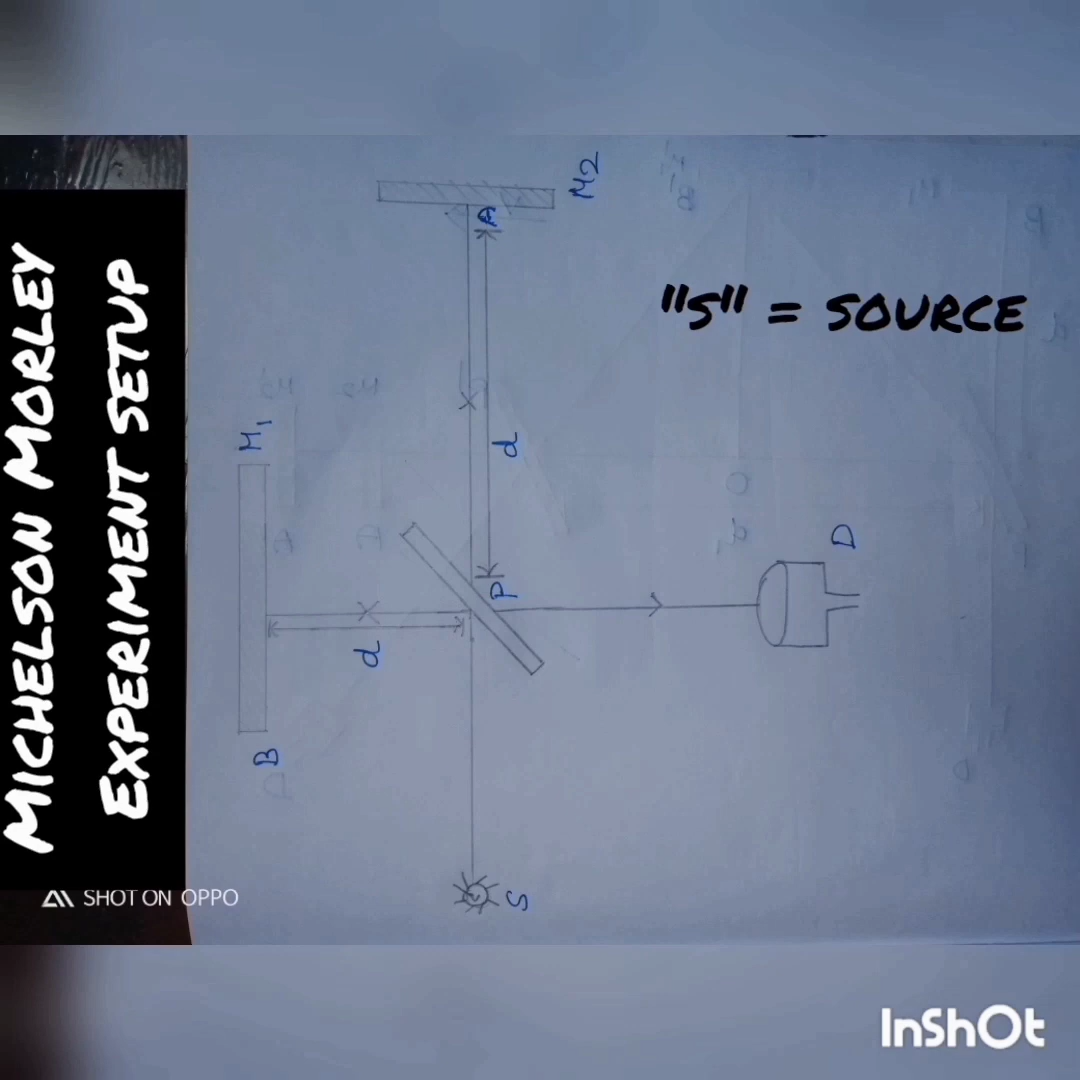 MICHELSON MORLEY
EXPERIMENT SETUP
"S" = SOURCE
M2
A
d
M1
B
d
P
D
S
SHOT ON OPPO
InShOt